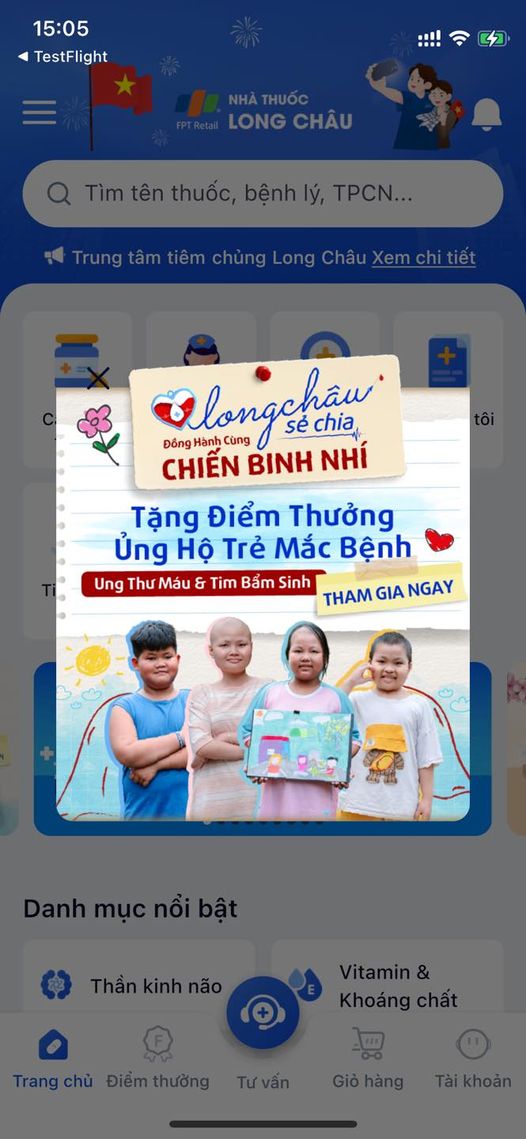 15:05
◀ TestFlight
FPT Retail
NHÀ THUỐC
LONG CHÂU
Tìm tên thuốc, bệnh lý, TPCN...
Trung tâm tiêm chủng Long Châu Xem chi tiết
tôi
long châu
sẻ chia
Đồng Hành Cùng
CHIẾN BINH NHÍ
Tặng Điểm Thưởng
Ủng Hộ Trẻ Mắc Bệnh
Ung Thư Máu & Tim Bẩm Sinh
THAM GIA NGAY
Danh mục nổi bật
Thần kinh não
Vitamin &
Khoáng chất
Trang chủ
Điểm thưởng
Tư vấn
Giỏ hàng
Tài khoản